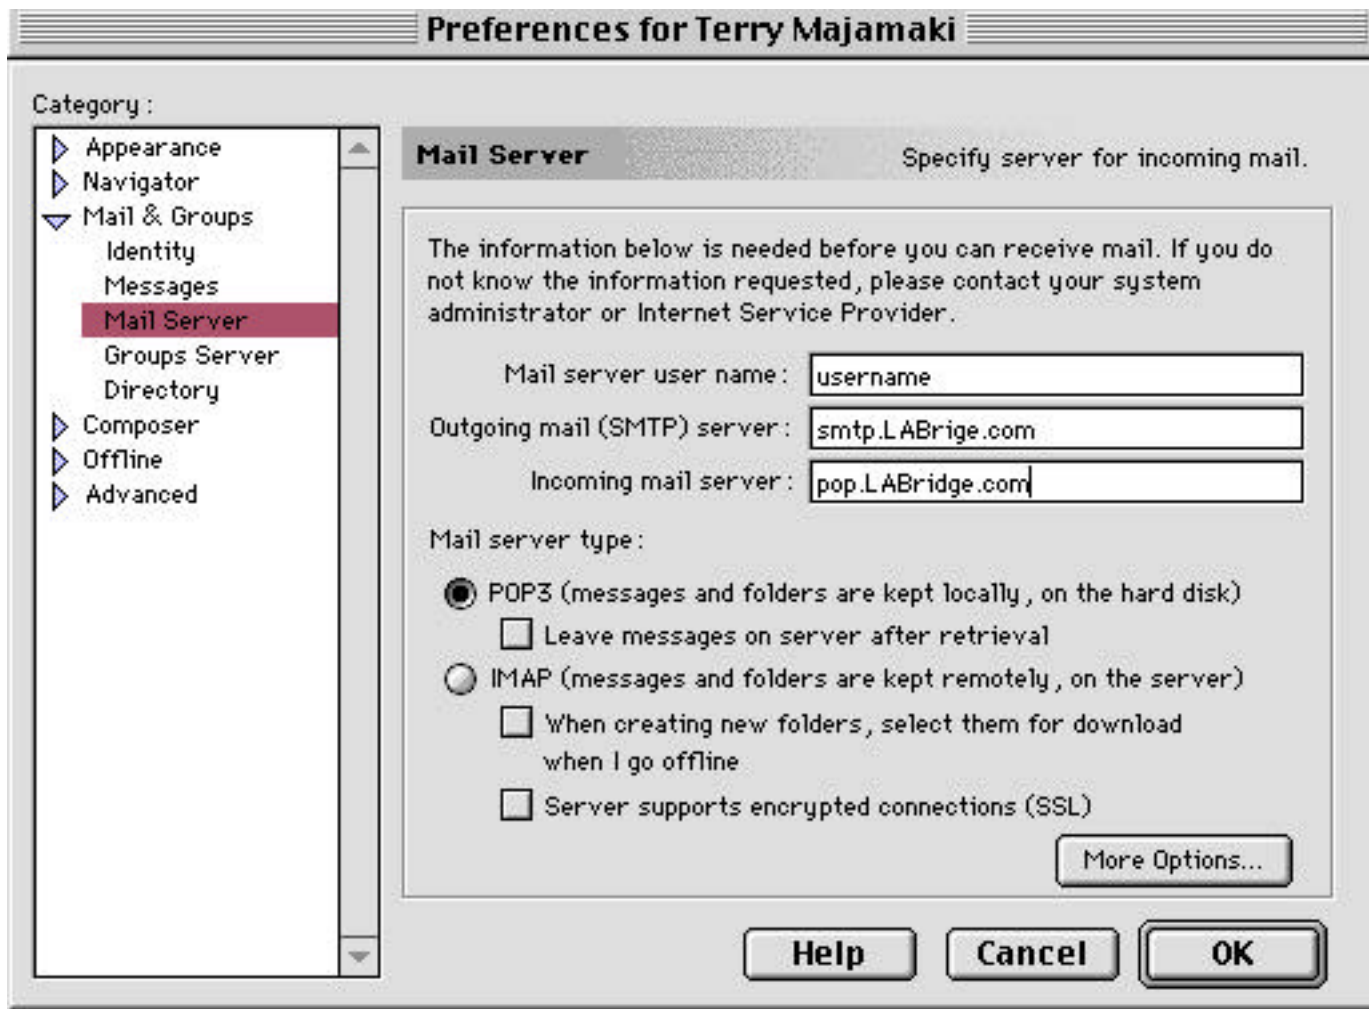 Preferences for Terry Majamaki
Category :
Appearance
Navigator
Mail & Groups
Identity
Messages
Mail Server
Groups Server
Directory
Composer
Offline
Advanced
Mail Server
Specify server for incoming mail.
The information below is needed before you can receive mail. If you do
not know the information requested, please contact your system
administrator or Internet Service Provider.
Mail server user name : username
Outgoing mail (SMTP) server : smtp.LABrige.com
Incoming mail server : pop.LABridge.com
Mail server type :
POP3 (messages and folders are kept locally, on the hard disk)
Leave messages on server after retrieval
IMAP (messages and folders are kept remotely, on the server)
When creating new folders, select them for download
when I go offline
Server supports encrypted connections (SSL)
More Options...
Help Cancel OK